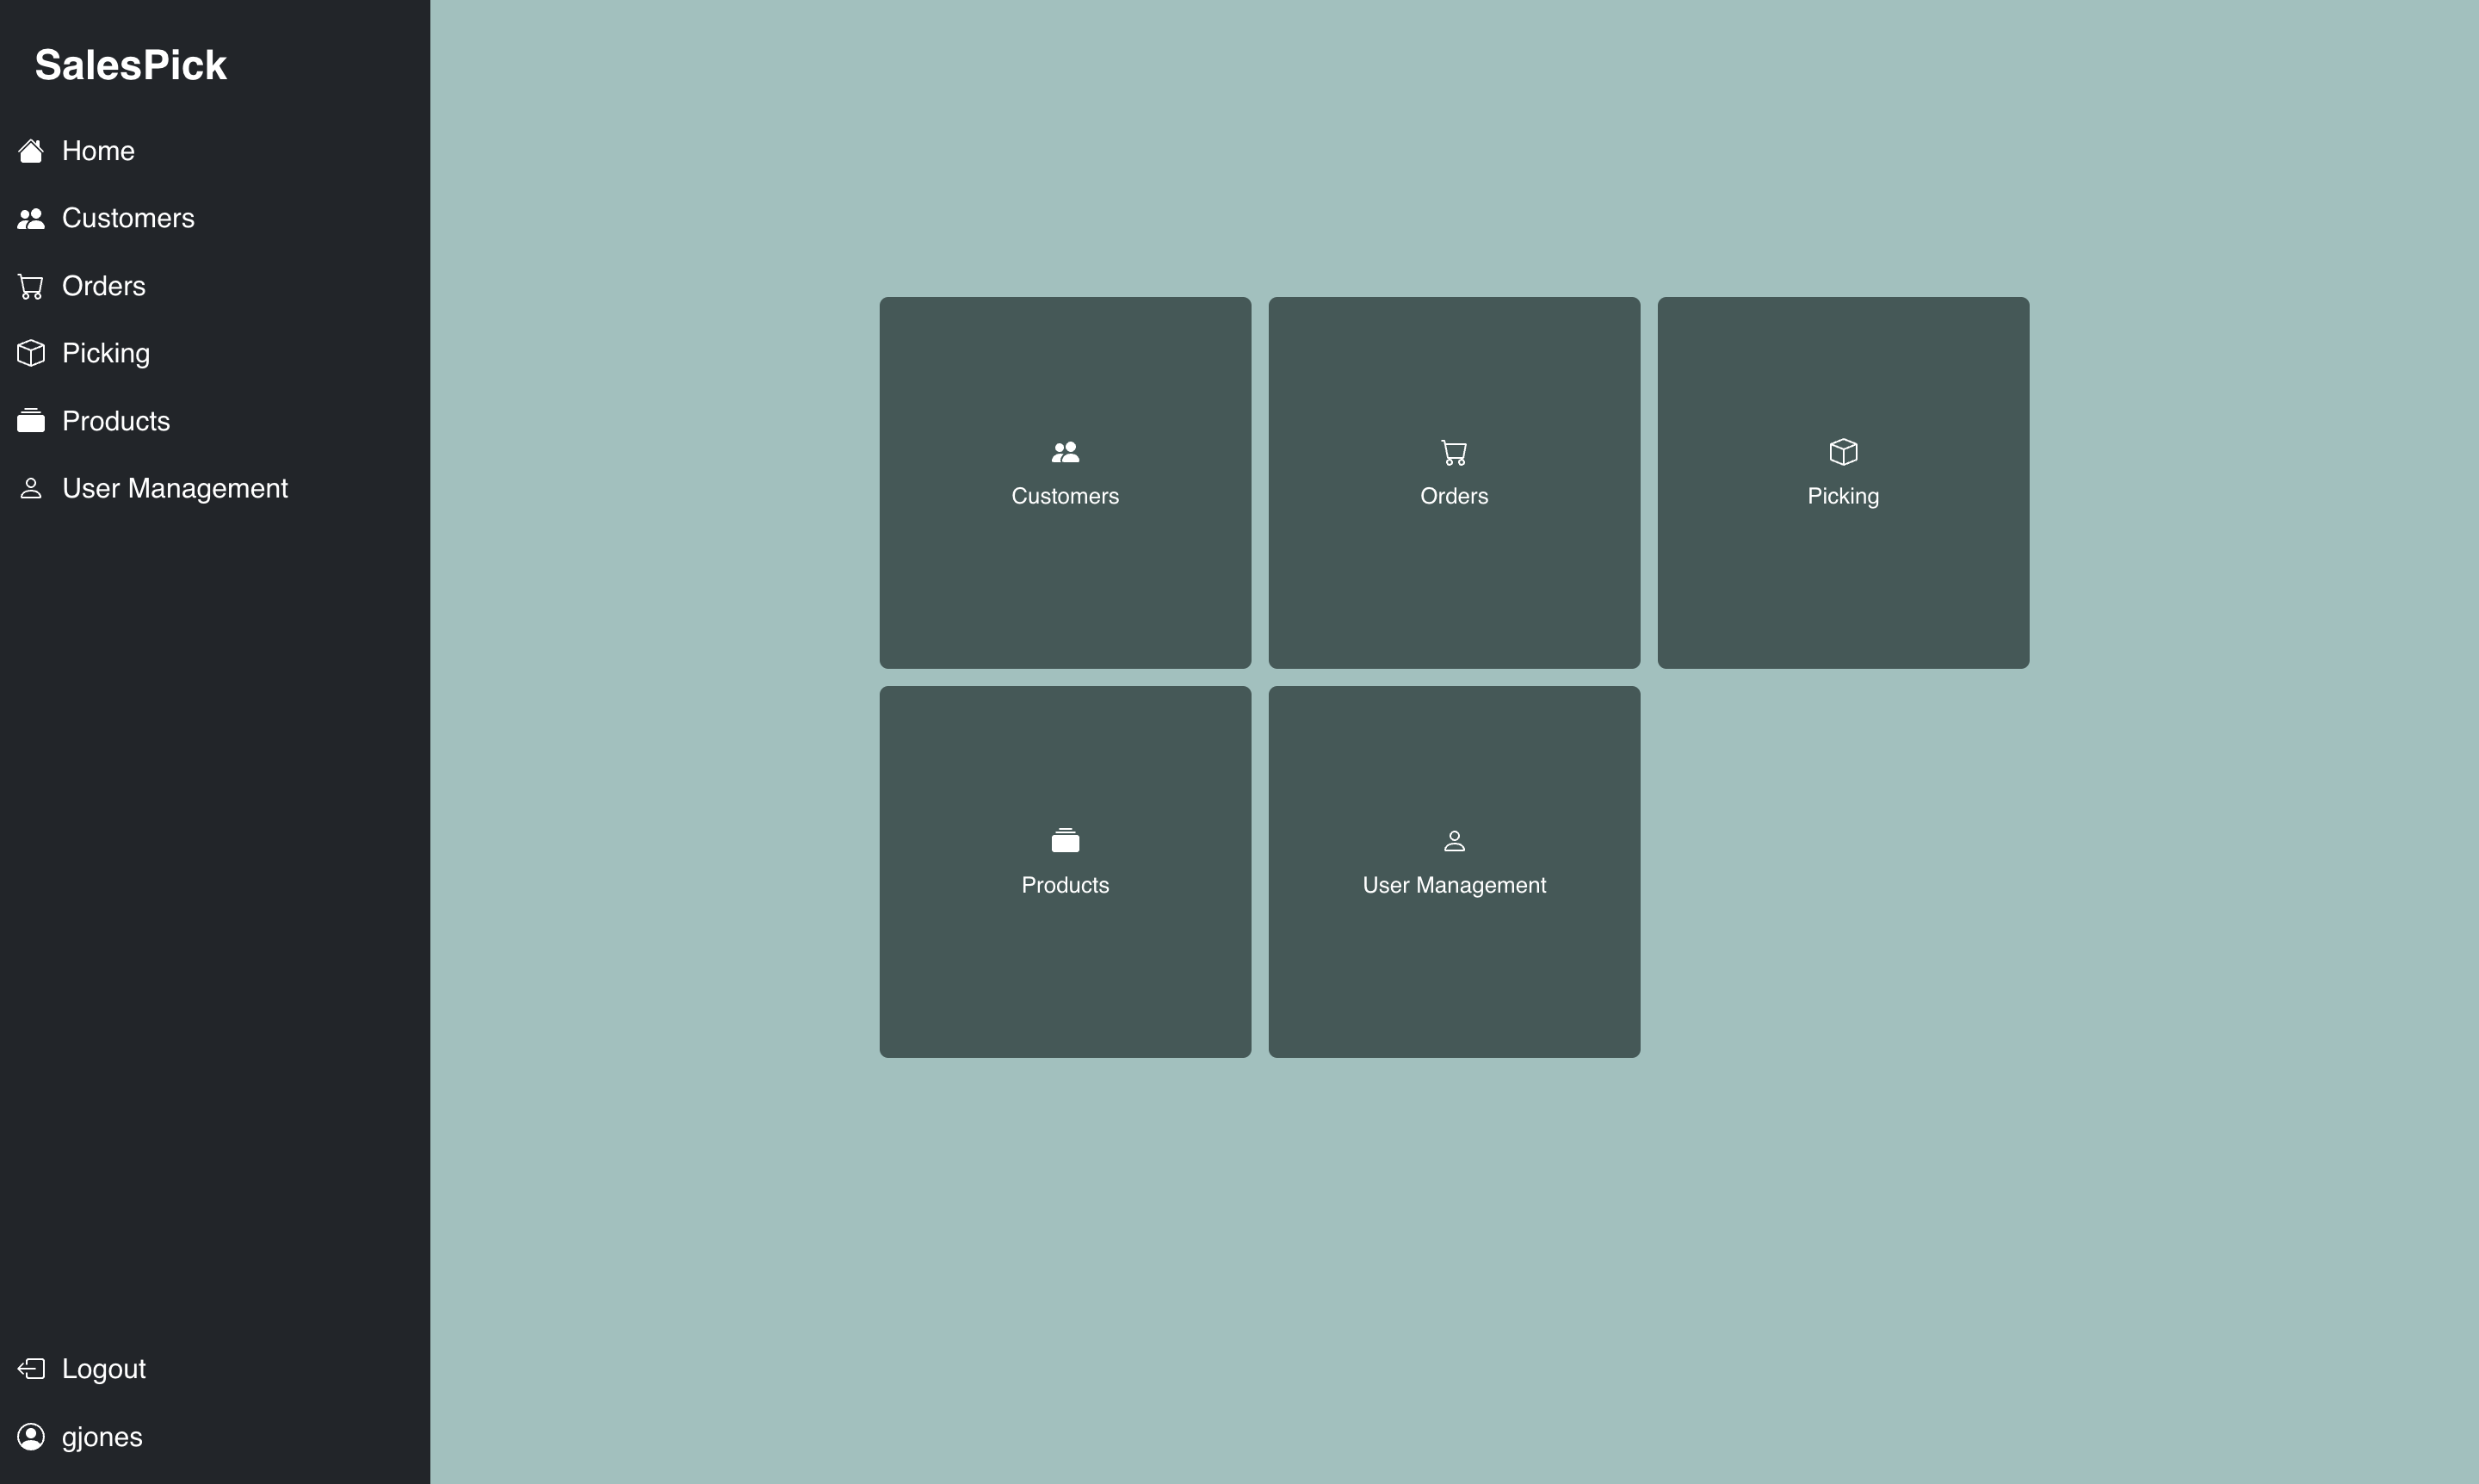 SalesPick
Home
Customers
Orders
Picking
Products
User Management
Logout
gjones
Customers
Orders
Picking
Products
User Management